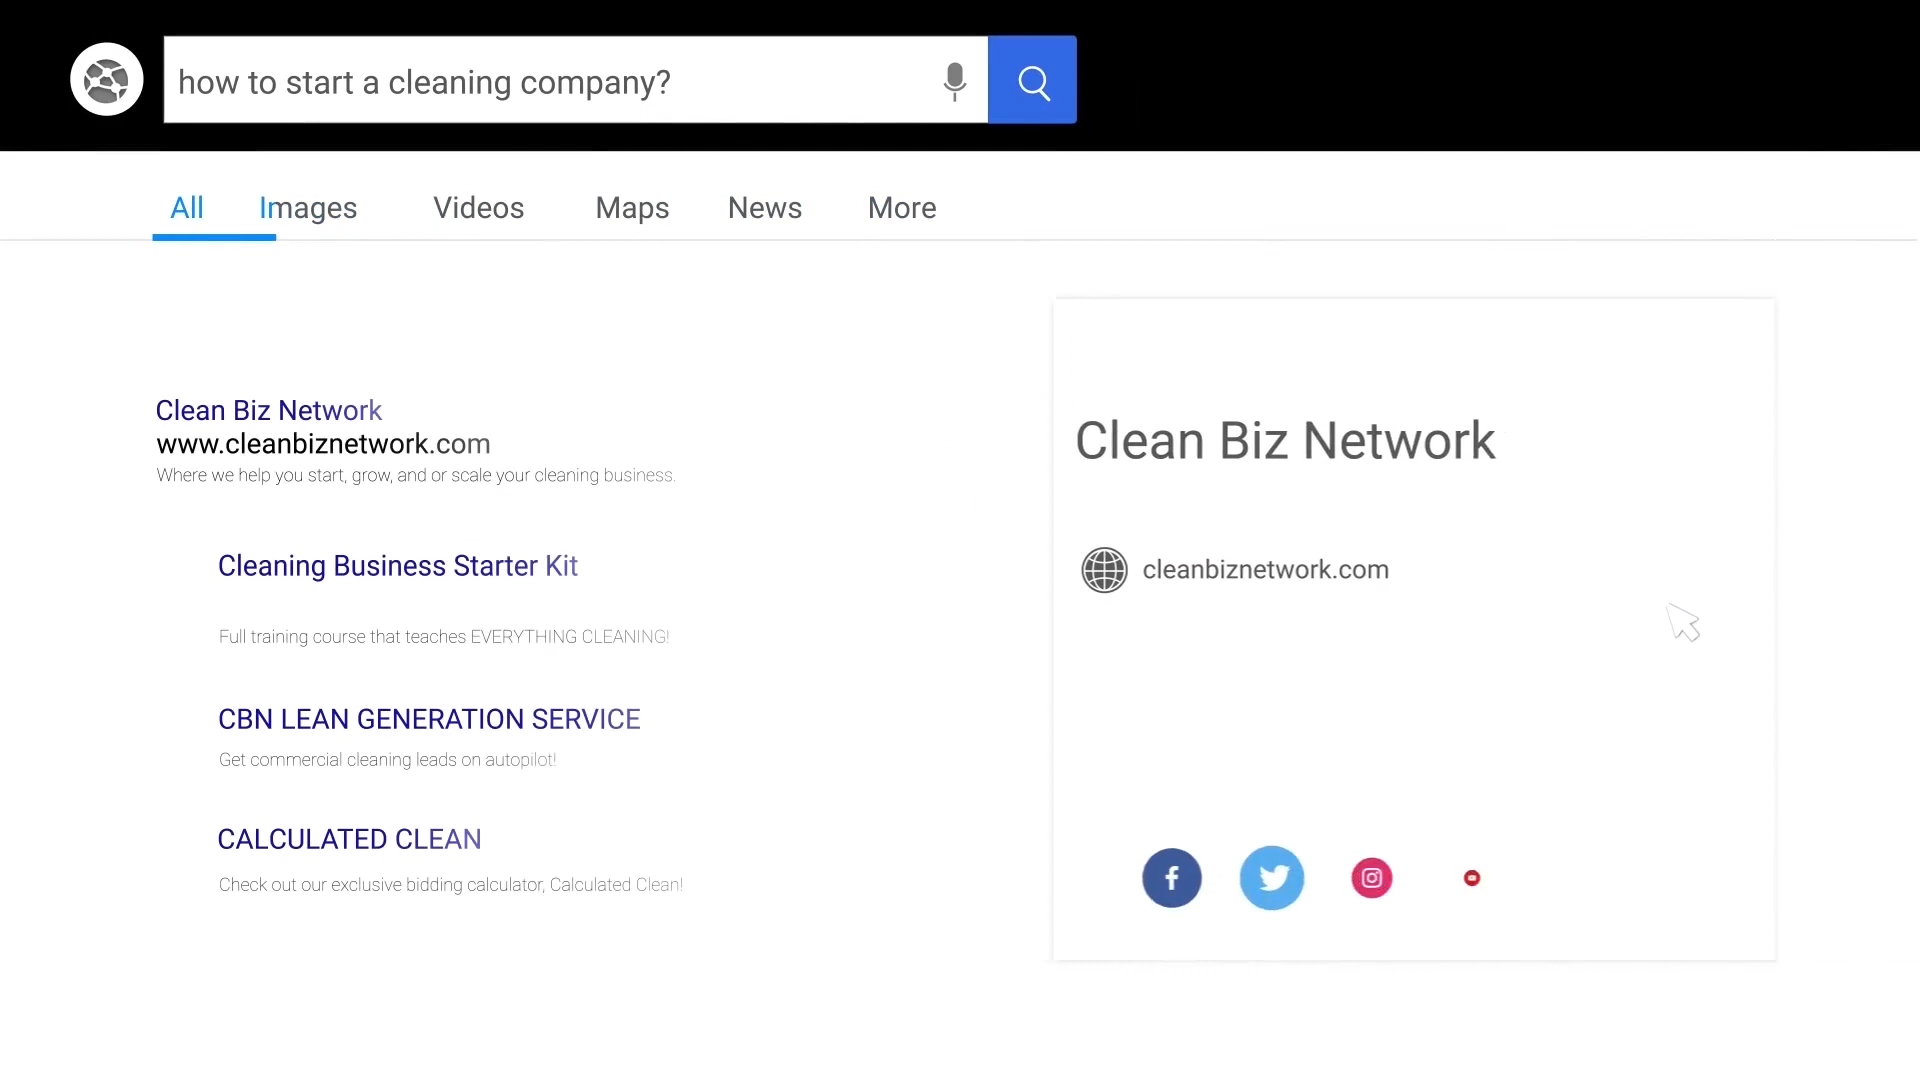 how to start a cleaning company?
All Images Videos Maps News More
Clean Biz Network
www.cleanbiznetwork.com
Where we help you start, grow, and or scale your cleaning business.
Cleaning Business Starter Kit
Full training course that teaches EVERYTHING CLEANING!
CBN LEAN GENERATION SERVICE
Get commercial cleaning leads on autopilot!
CALCULATED CLEAN
Check out our exclusive bidding calculator, Calculated Clean!
Clean Biz Network
cleanbiznetwork.com